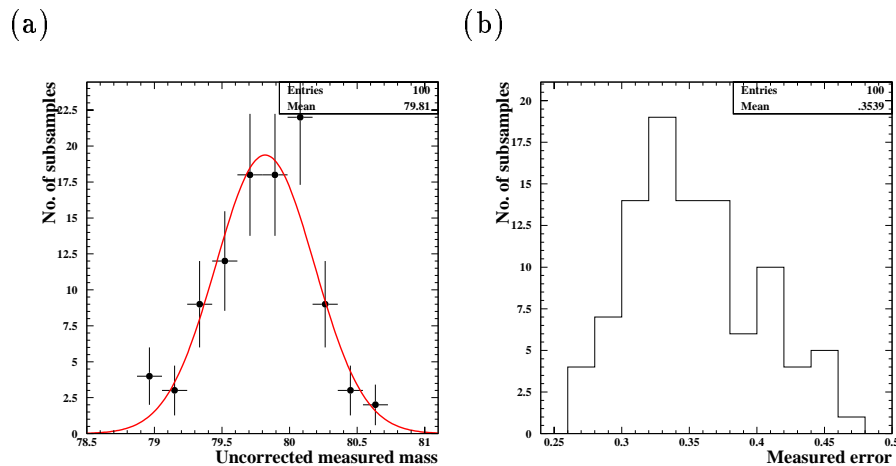 (a)
(b)
Entries 100
Mean 79.81
No. of subsamples
22.5
20
17.5
15
12.5
10
7.5
5
2.5
0
78.5 79 79.5 80 80.5 81
Uncorrected measured mass
Entries 100
Mean .3539
No. of subsamples
20
17.5
15
12.5
10
7.5
5
2.5
0
0.25 0.3 0.35 0.4 0.45 0.5
Measured error